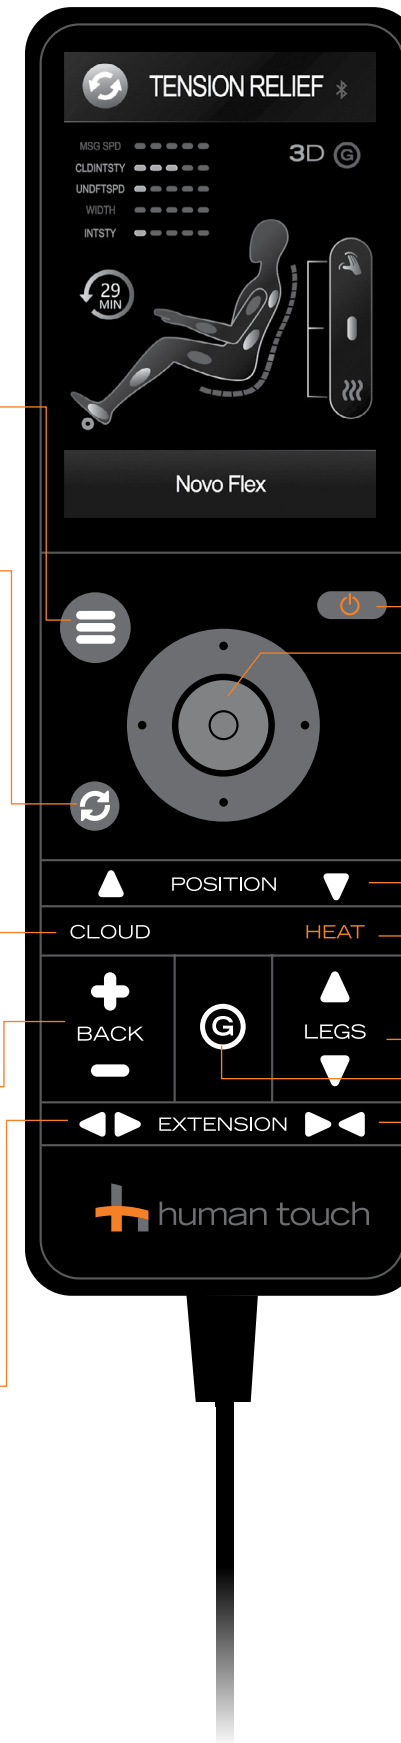 TENSION RELIEF
MSG SPD
3D G
CLDINTSTY
UNDFTSPD
WIDTH
INTSTY
29
MIN
Novo Flex
POSITION
CLOUD HEAT
BACK G LEGS
EXTENSION
human touch